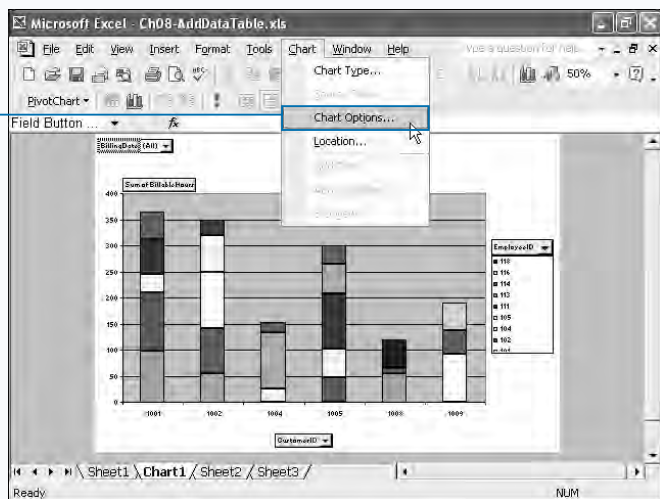 Microsoft Excel - Ch08-AddDataTable.xls
File Edit View Insert Format Tools Chart Window Help
Chart Type...
50%
PivotChart
Chart Options...
Field Button ... fx
Location...
BillingDate (All)
Sum of BillableHours
400
350
300
250
200
150
100
50
0
1001 1002 1004 1005 1008 1009
EmployeeID
118
116
114
113
111
105
104
102
CustomerID
Sheet1 Chart1 Sheet2 Sheet3
Ready NUM